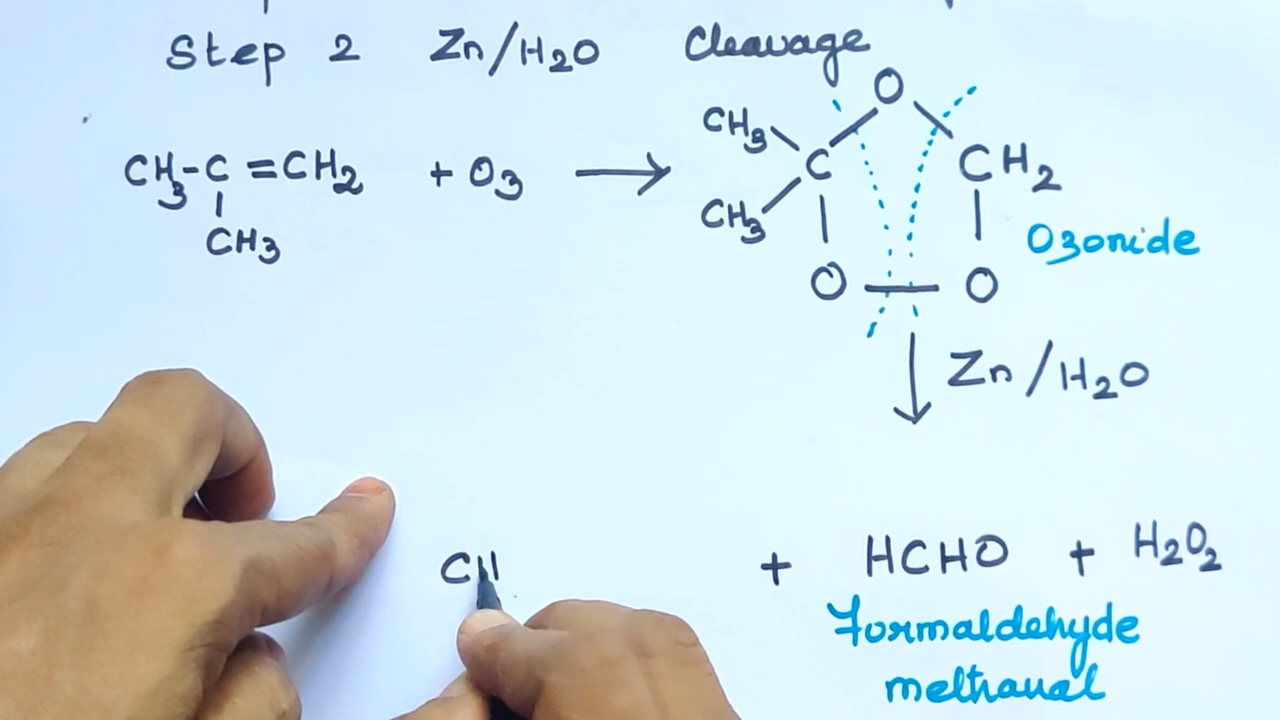 Step 2 Zn/H2O Cleavage
CH3-C=CH2 + O3 → O
CH3 CH3 C CH2
CH3 O — O
Ozonide
↓ Zn/H2O
CH + HCHO + H2O2
Formaldehyde
methanal